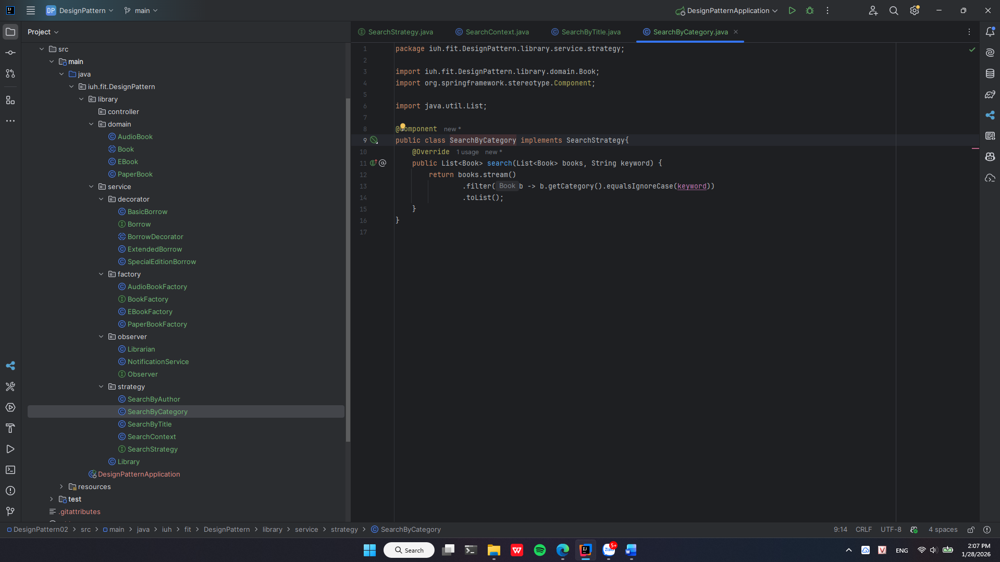 DP DesignPattern main DesignPatternApplication
Project
SearchStrategy.java SearchContext.java SearchByTitle.java SearchByCategory.java
src
main
java
iuh.fit.DesignPattern
library
controller
domain
AudioBook
Book
EBook
PaperBook
service
decorator
BasicBorrow
Borrow
BorrowDecorator
ExtendedBorrow
SpecialEditionBorrow
factory
AudioBookFactory
BookFactory
EBookFactory
PaperBookFactory
observer
Librarian
NotificationService
Observer
strategy
SearchByAuthor
SearchByCategory
SearchByTitle
SearchContext
SearchStrategy
Library
DesignPatternApplication
resources
test
.gitattributes
1 package iuh.fit.DesignPattern.library.service.strategy;
2
3 import iuh.fit.DesignPattern.library.domain.Book;
4 import org.springframework.stereotype.Component;
5
6 import java.util.List;
7
8 @Component new *
9 public class SearchByCategory implements SearchStrategy{
10 @Override 1 usage new *
11 public List<Book> search(List<Book> books, String keyword) {
12 return books.stream()
13 .filter( Book b -> b.getCategory().equalsIgnoreCase(keyword))
14 .toList();
15 }
16 }
17
DesignPattern02 > src > main > java > iuh > fit > DesignPattern > library > service > strategy > SearchByCategory 9:14 CRLF UTF-8 4 spaces
Search 5+ Zalo ENG 2:07 PM
1/28/2026